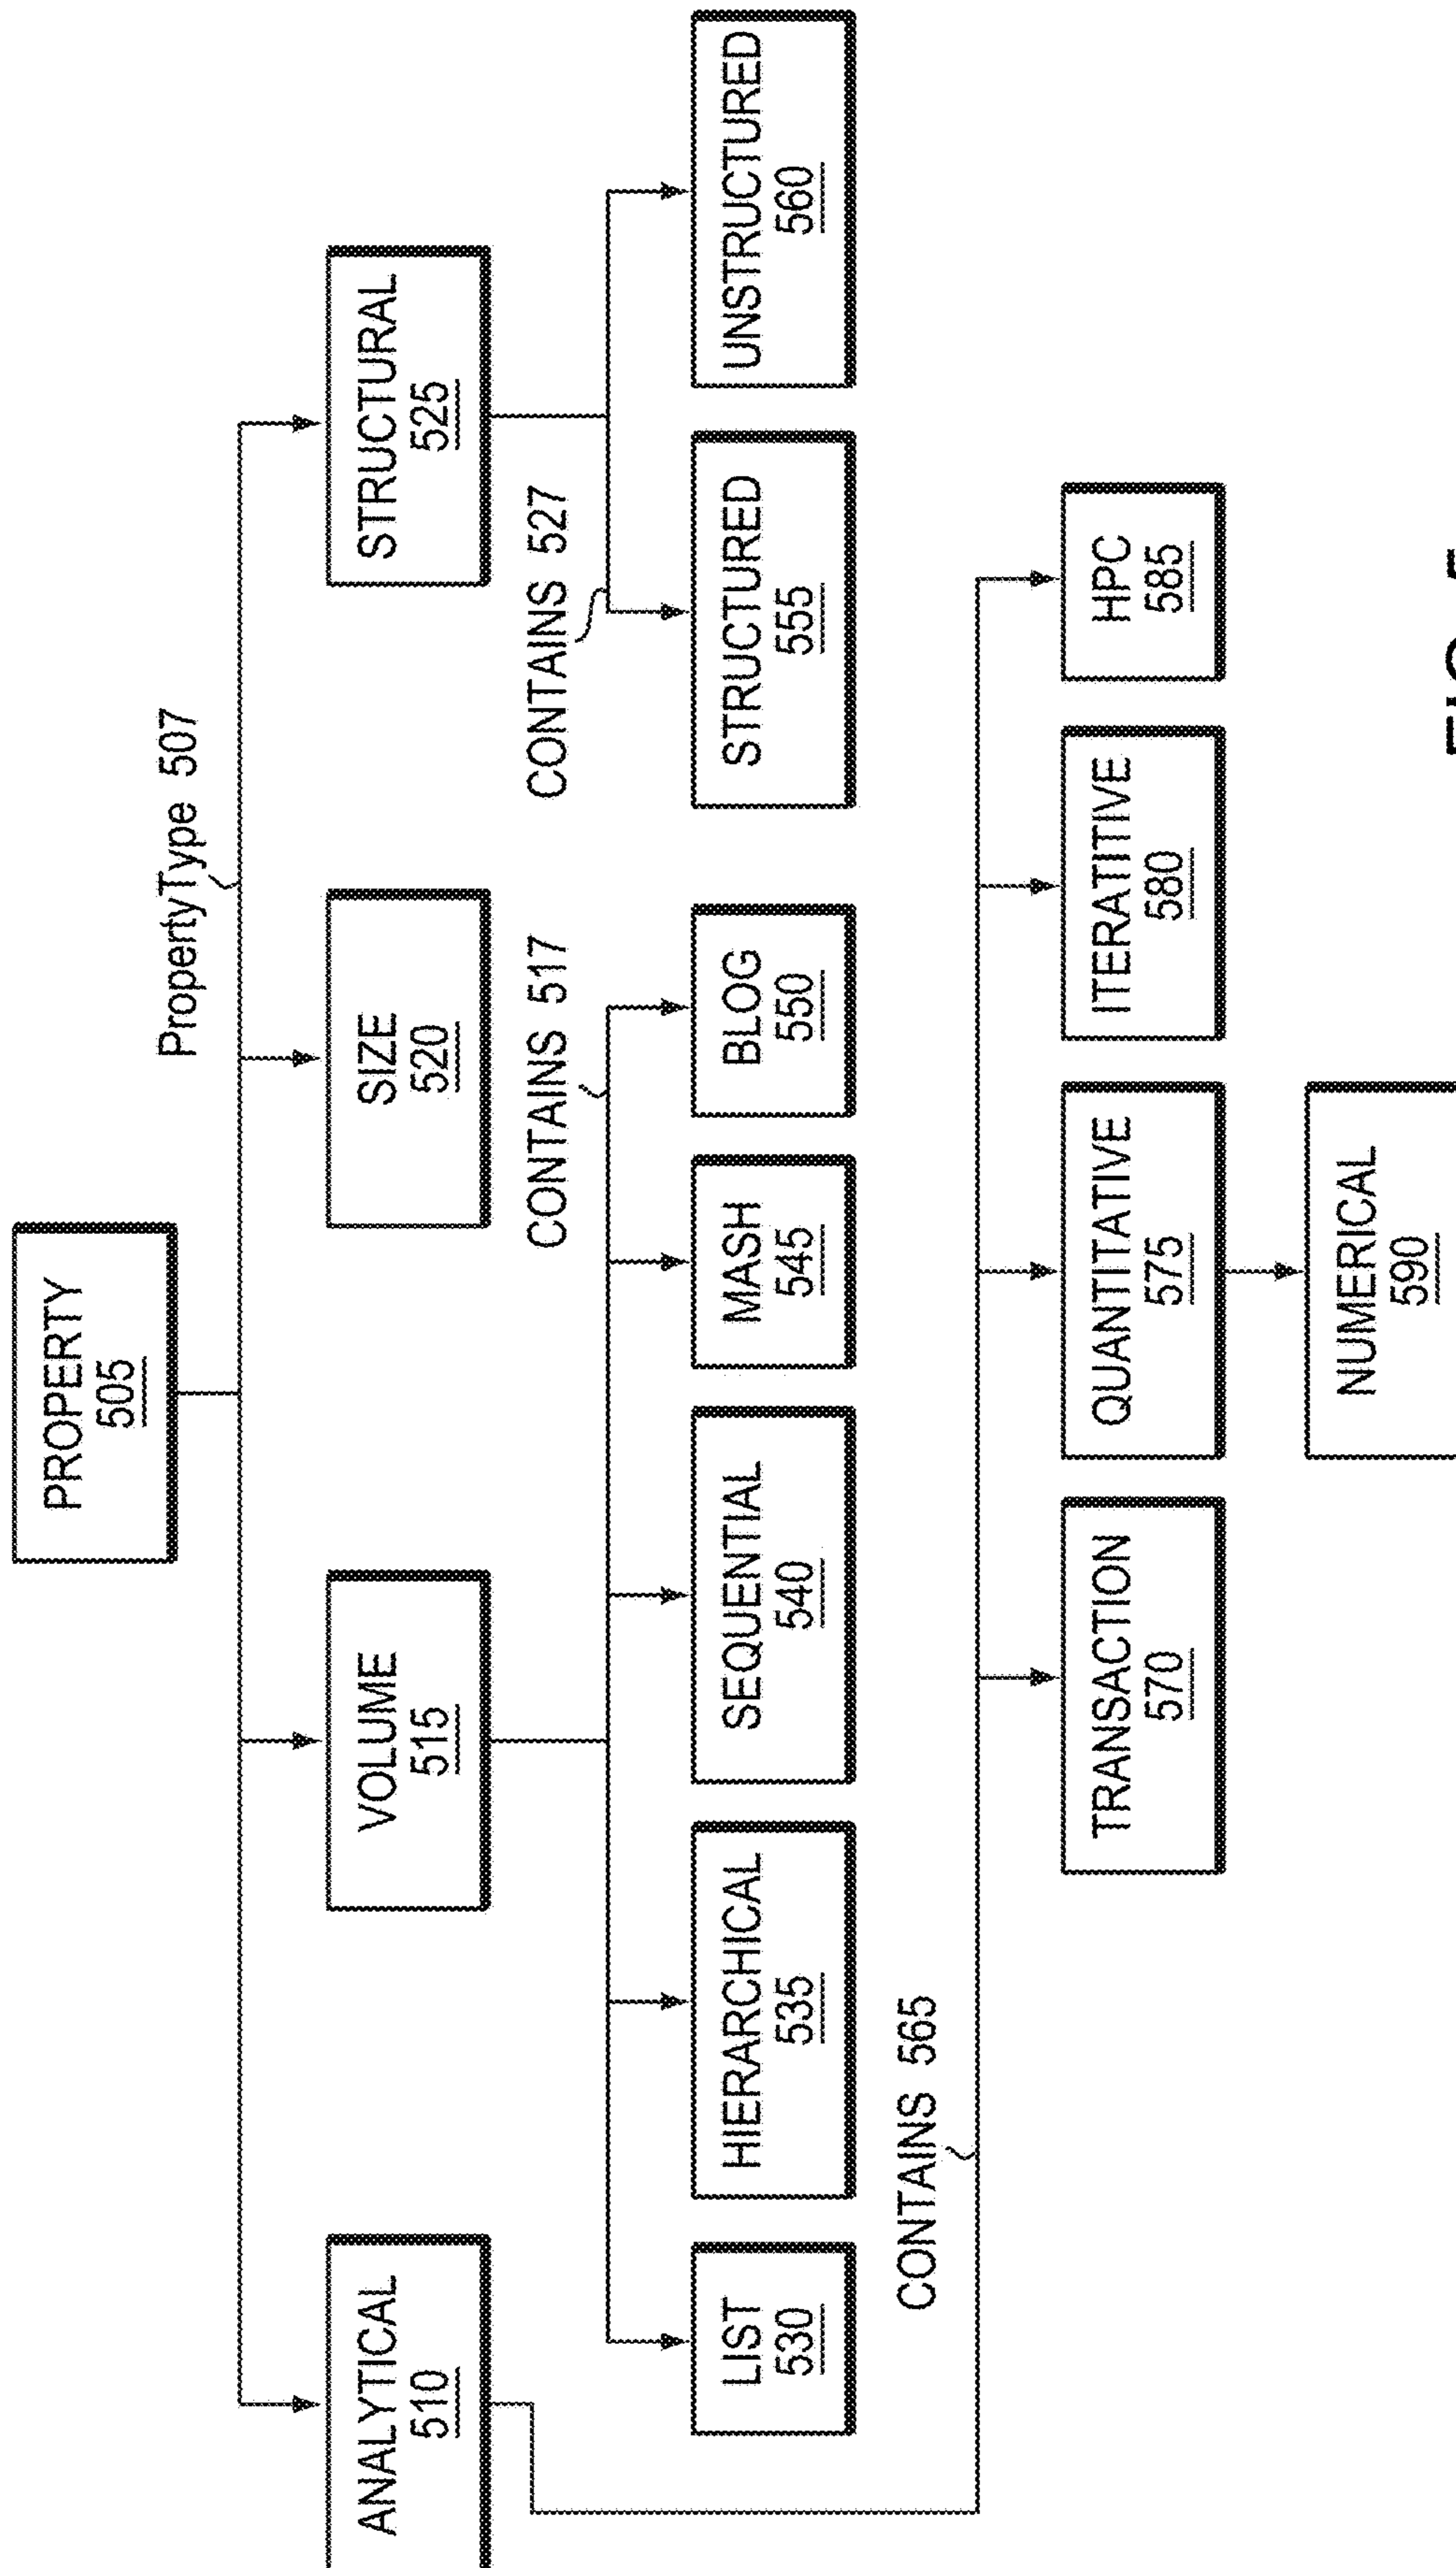 PROPERTY
505
PropertyType 507
ANALYTICAL
510
VOLUME
515
SIZE
520
STRUCTURAL
525
CONTAINS 517
CONTAINS 527
LIST
530
HIERARCHICAL
535
SEQUENTIAL
540
MASH
545
BLOG
550
STRUCTURED
555
UNSTRUCTURED
560
CONTAINS 565
TRANSACTION
570
QUANTITATIVE
575
ITERATITIVE
580
HPC
585
NUMERICAL
590